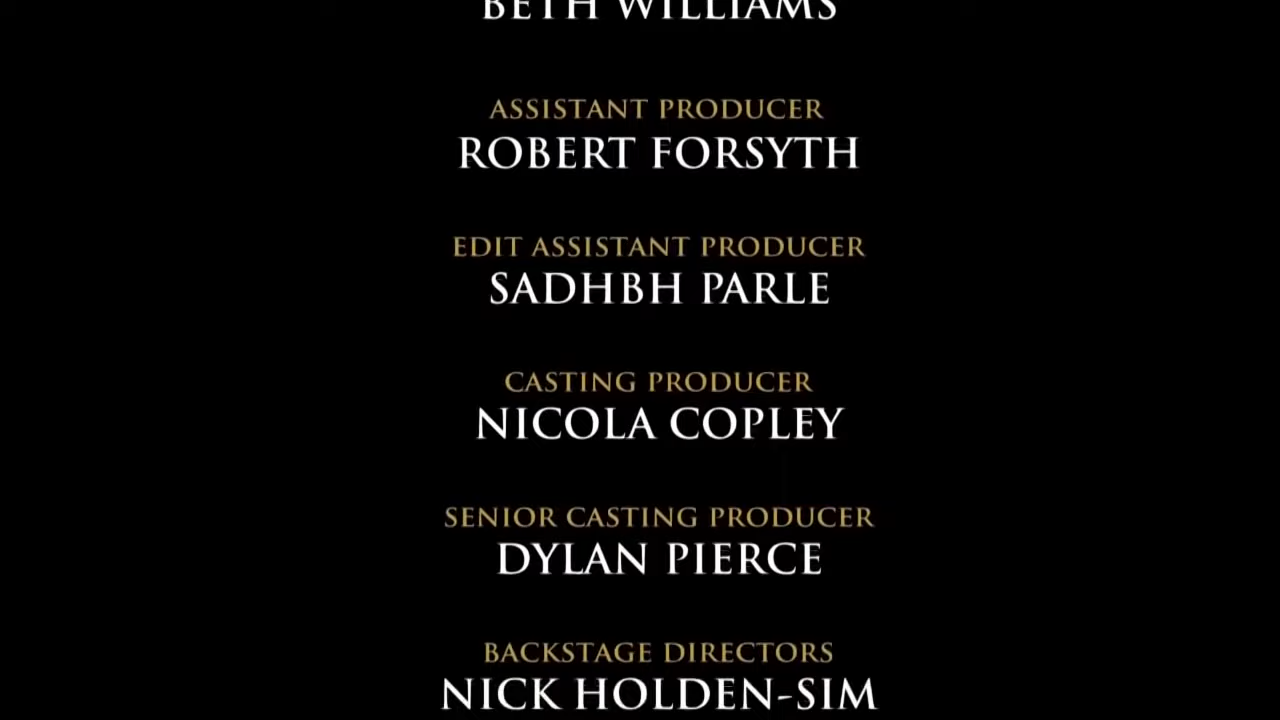 BETH WILLIAMS
ASSISTANT PRODUCER
ROBERT FORSYTH
EDIT ASSISTANT PRODUCER
SADHBH PARLE
CASTING PRODUCER
NICOLA COPLEY
SENIOR CASTING PRODUCER
DYLAN PIERCE
BACKSTAGE DIRECTORS
NICK HOLDEN-SIM